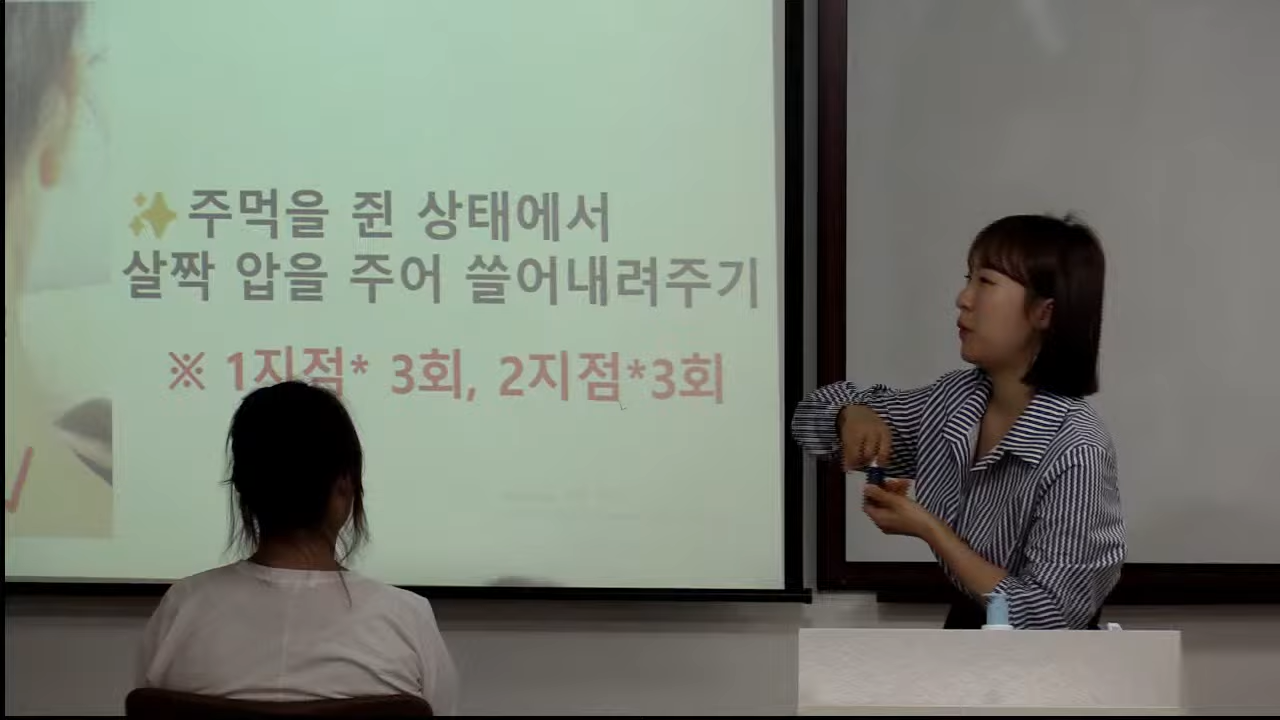 ✨주먹을 쥔 상태에서
살짝 압을 주어 쓸어내려주기
※ 1지점* 3회, 2지점*3회